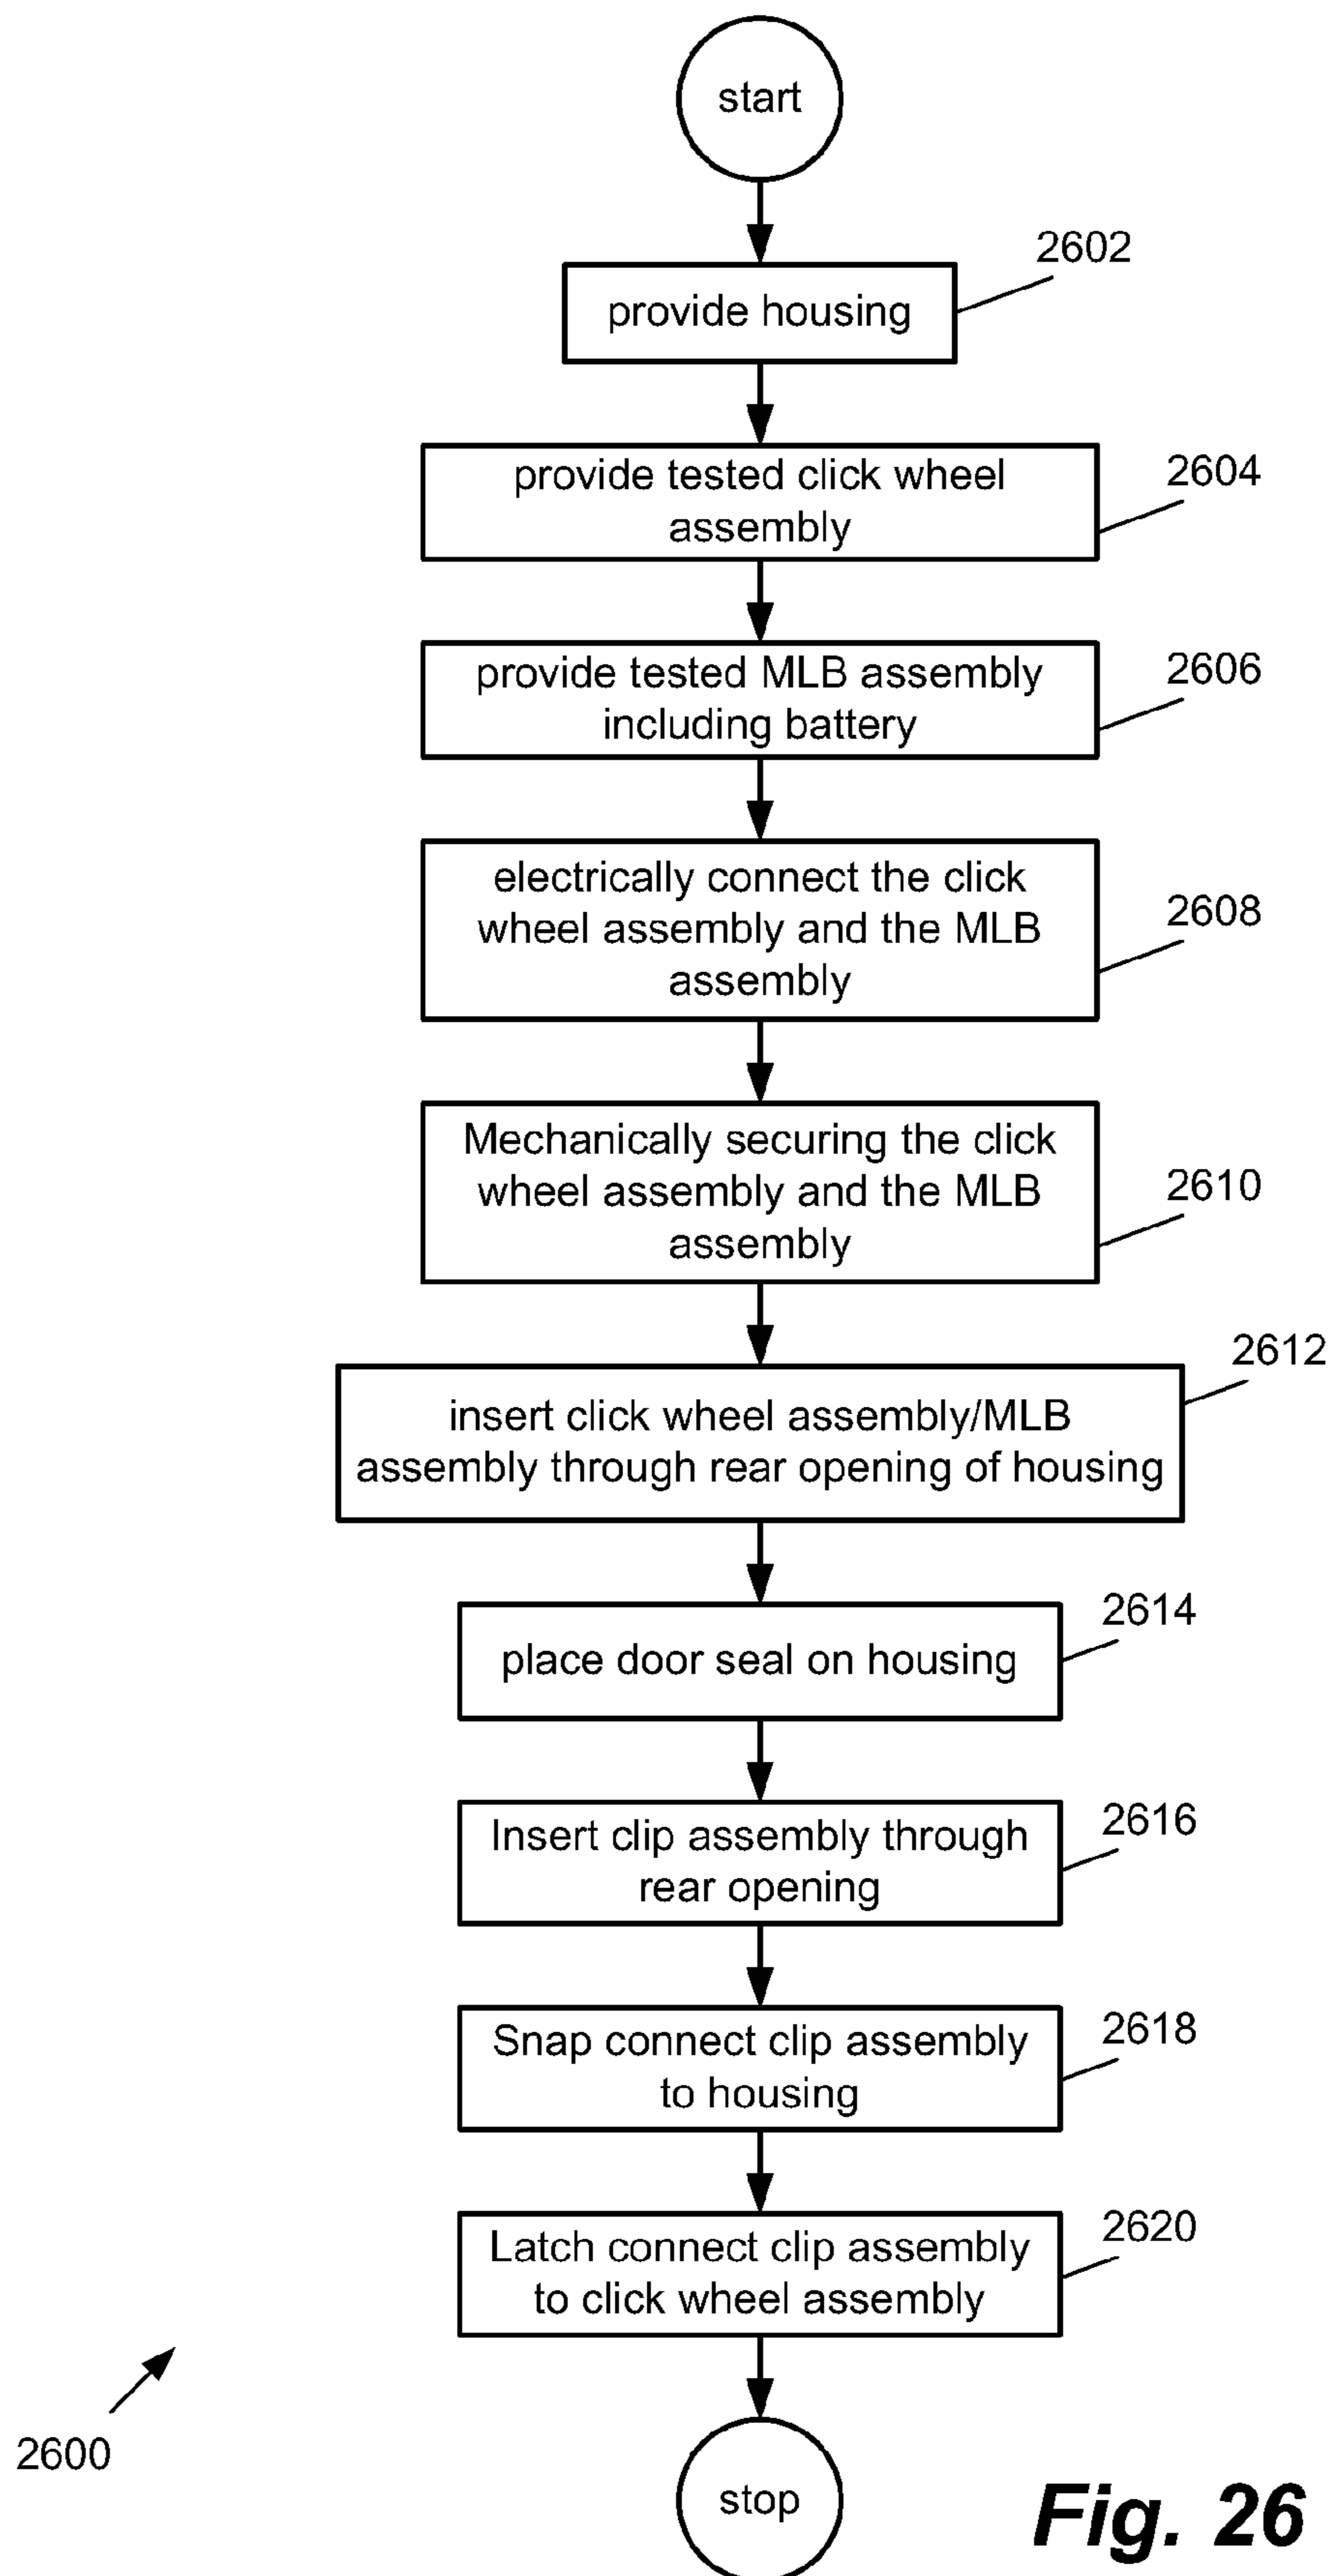 start
2602
provide housing
2604
provide tested click wheel
assembly
2606
provide tested MLB assembly
including battery
2608
electrically connect the click
wheel assembly and the MLB
assembly
2610
Mechanically securing the click
wheel assembly and the MLB
assembly
2612
insert click wheel assembly/MLB
assembly through rear opening of housing
2614
place door seal on housing
2616
Insert clip assembly through
rear opening
2618
Snap connect clip assembly
to housing
2620
Latch connect clip assembly
to click wheel assembly
2600
stop
Fig. 26